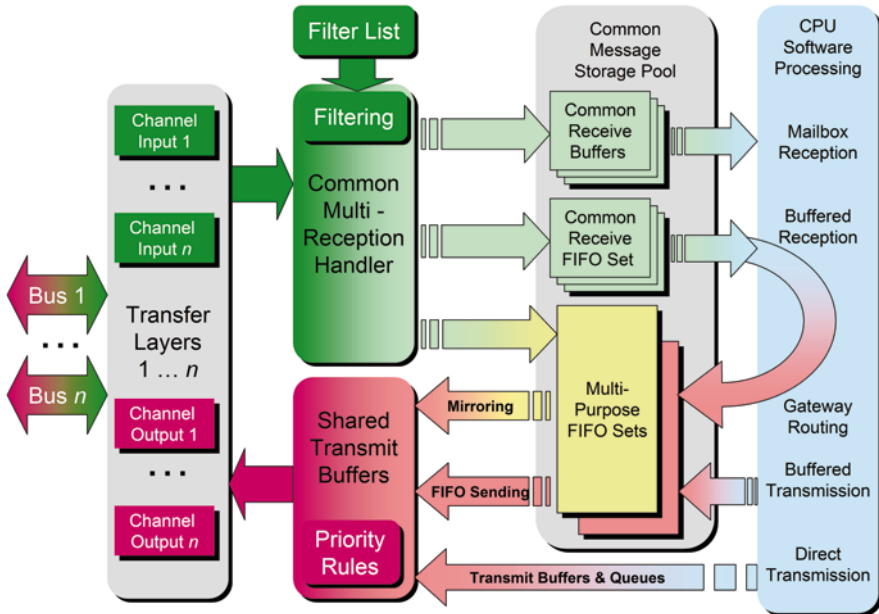 Filter List
Filtering
Common
Multi -
Reception
Handler
Channel
Input 1
...
Channel
Input n
Bus 1
...
Bus n
Transfer
Layers
1 ... n
Channel
Output 1
...
Channel
Output n
Shared
Transmit
Buffers
Priority
Rules
Common
Message
Storage Pool
Common
Receive
Buffers
Common
Receive
FIFO Set
Multi-
Purpose
FIFO Sets
Mirroring
FIFO Sending
Transmit Buffers & Queues
CPU
Software
Processing
Mailbox
Reception
Buffered
Reception
Gateway
Routing
Buffered
Transmission
Direct
Transmission